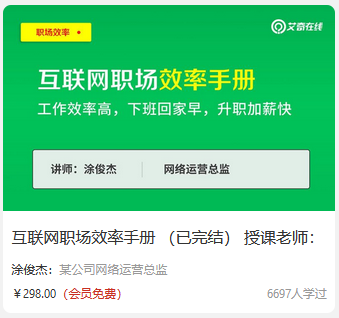 职场效率
艾奇在线
互联网职场效率手册
工作效率高，下班回家早，升职加薪快
讲师：涂俊杰 网络运营总监
互联网职场效率手册 （已完结） 授课老师：
涂俊杰：某公司网络运营总监
￥298.00（会员免费） 6697人学过